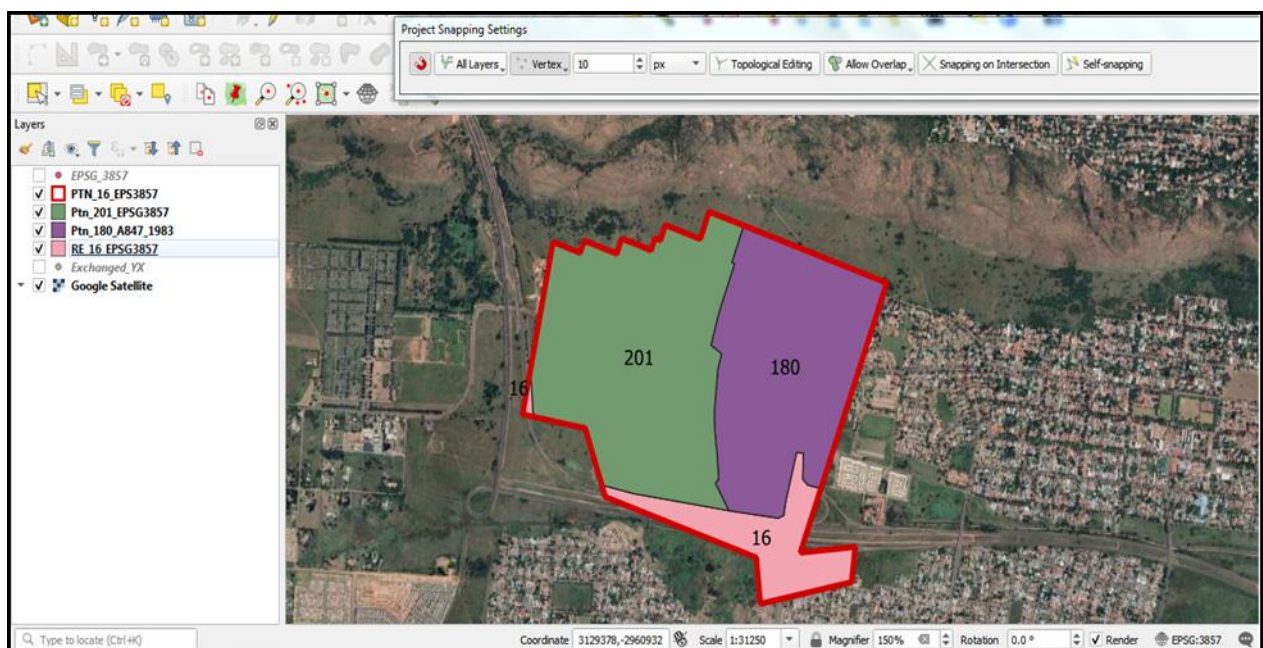 Project Snapping Settings
All Layers Vertex 10 px Topological Editing Allow Overlap Snapping on Intersection Self-snapping
Layers
EPSG_3857
PTN_16_EPS3857
Ptn_201_EPSG3857
Ptn_180_A847_1983
RE_16_EPSG3857
Exchanged_YX
Google Satellite
201
180
16
16
Type to locate (Ctrl+K) Coordinate 3129378,-2960932 Scale 1:31250 Magnifier 150% Rotation 0.0 ° Render EPSG:3857